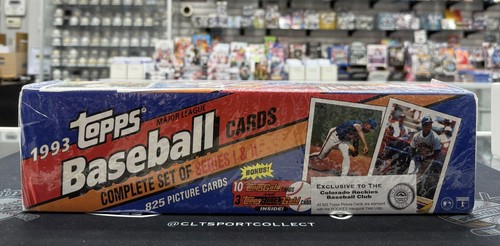 1993 topps
MAJOR LEAGUE
Baseball CARDS
COMPLETE SET OF SERIES I & II
825 PICTURE CARDS
BONUS!
10
3
INSIDE!
EXCLUSIVE TO THE
Colorado Rockies
Baseball Club
@CLTSPORTCOLLECT